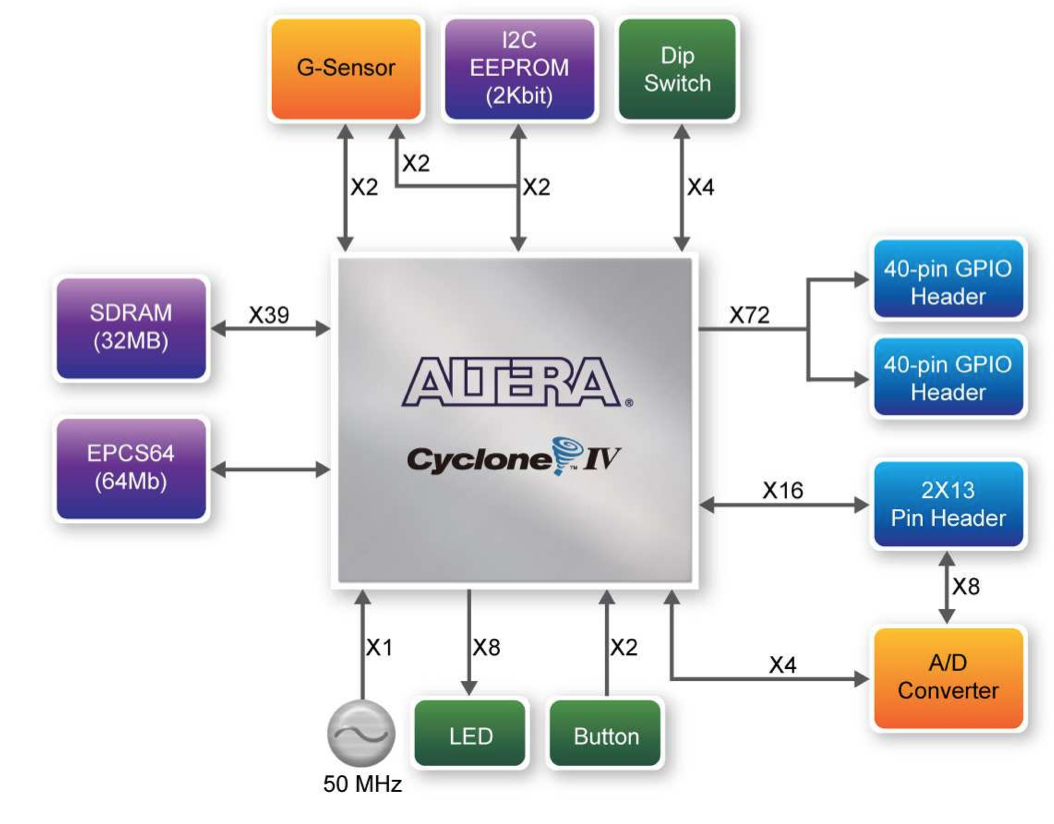 G-Sensor
I2C
EEPROM
(2Kbit)
Dip
Switch
X2
X2
X2
X4
SDRAM
(32MB)
X39
EPCS64
(64Mb)
ALTERA®
Cyclone™ IV
X72
40-pin GPIO
Header
40-pin GPIO
Header
X16
2X13
Pin Header
X8
X1
X8
X2
X4
A/D
Converter
LED
Button
50 MHz